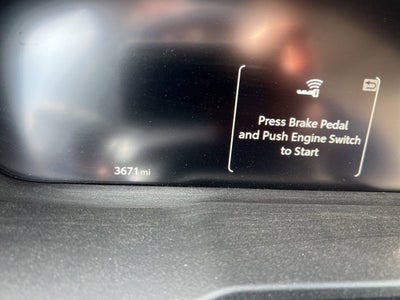 Press Brake Pedal
and Push Engine Switch
to Start
3671 mi